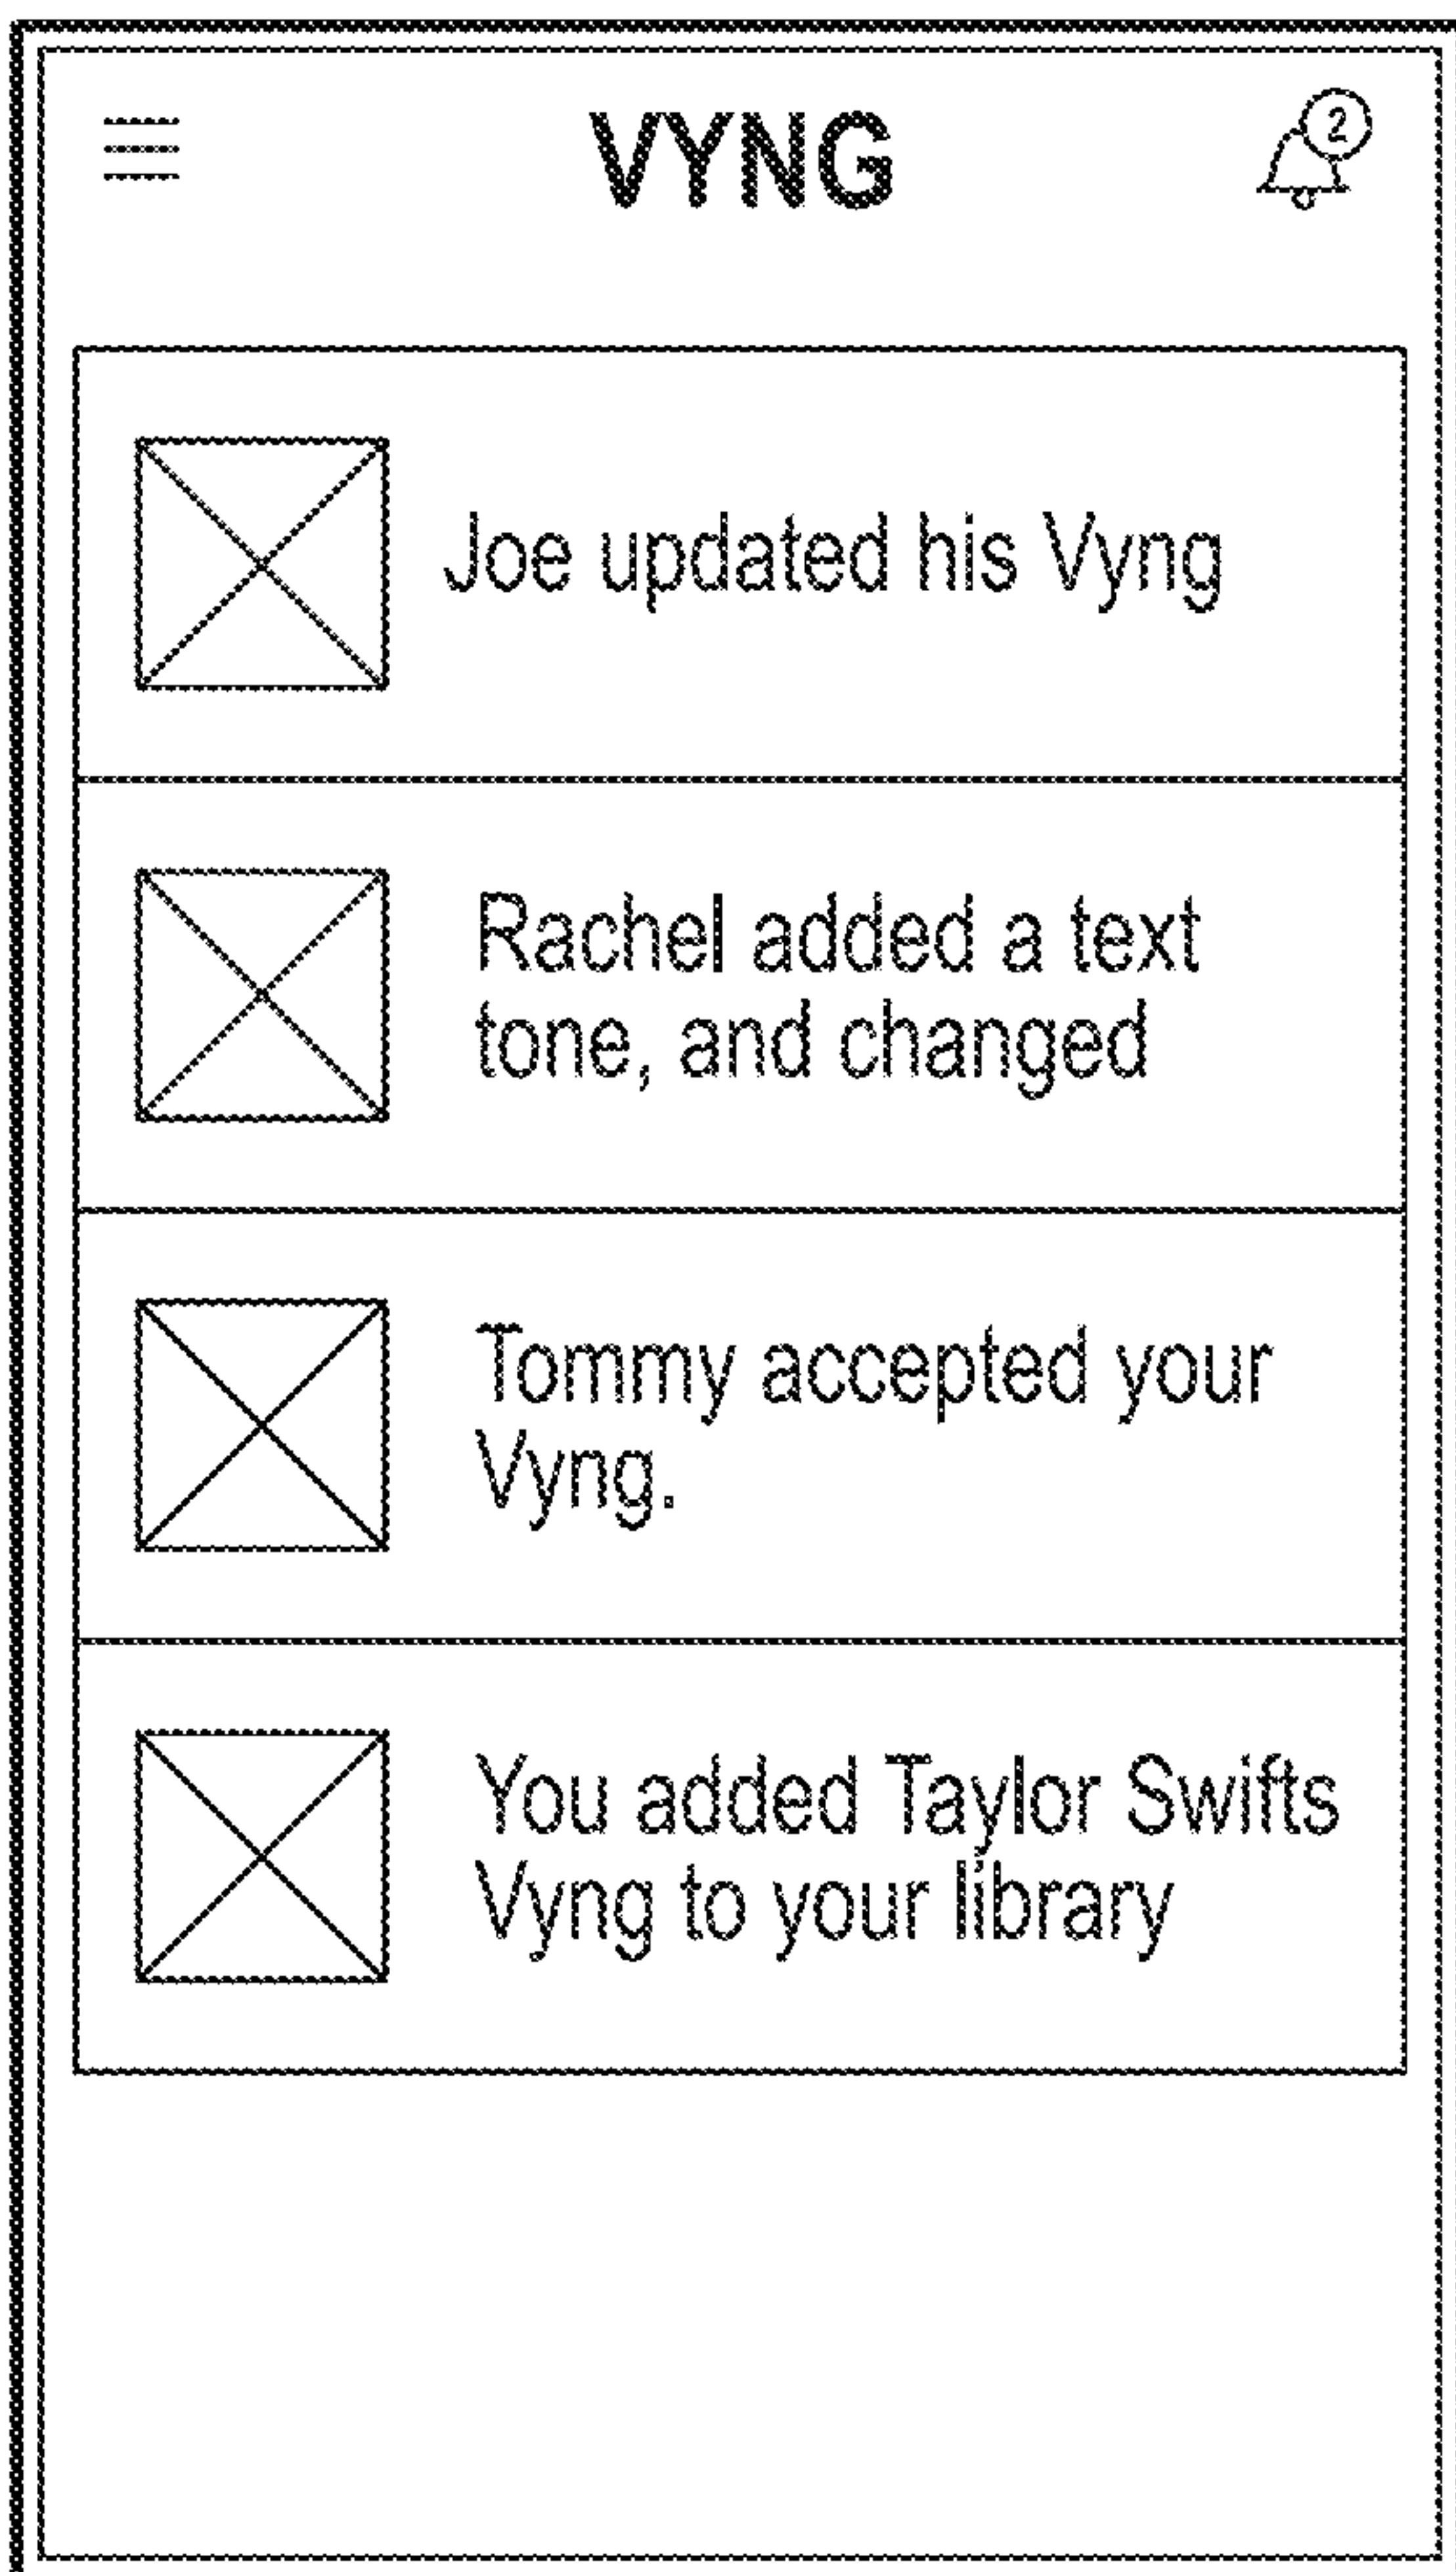 VYNG
2
Joe updated his Vyng
Rachel added a text
tone, and changed
Tommy accepted your
Vyng.
You added Taylor Swifts
Vyng to your library